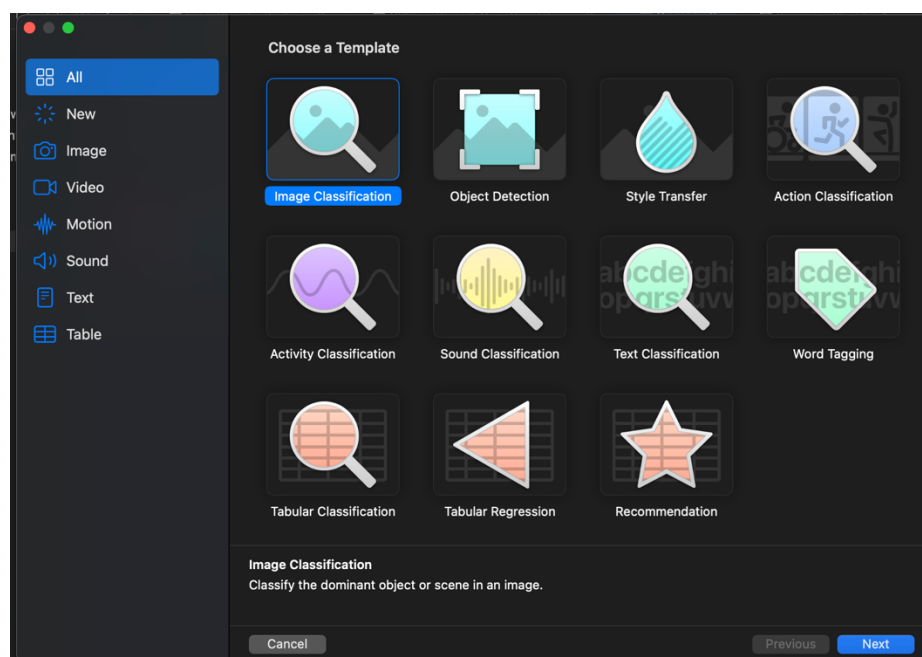 Choose a Template
All
New
Image
Video
Motion
Sound
Text
Table
Image Classification
Object Detection
Style Transfer
Action Classification
Activity Classification
Sound Classification
Text Classification
Word Tagging
Tabular Classification
Tabular Regression
Recommendation
Image Classification
Classify the dominant object or scene in an image.
Cancel
Previous
Next